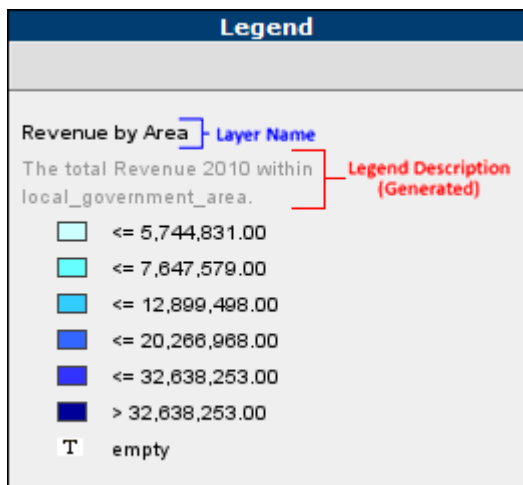 Legend
Revenue by Area
Layer Name
The total Revenue 2010 within
local_government_area.
Legend Description
(Generated)
<= 5,744,831.00
<= 7,647,579.00
<= 12,899,498.00
<= 20,266,968.00
<= 32,638,253.00
> 32,638,253.00
T empty